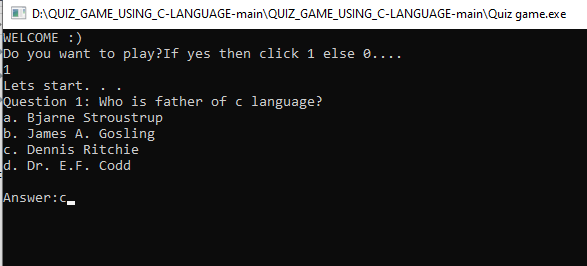 D:\QUIZ_GAME_USING_C-LANGUAGE-main\QUIZ_GAME_USING_C-LANGUAGE-main\Quiz game.exe
WELCOME :)
Do you want to play?If yes then click 1 else 0....
1
Lets start. . .
Question 1: Who is father of c language?
a. Bjarne Stroustrup
b. James A. Gosling
c. Dennis Ritchie
d. Dr. E.F. Codd
Answer:c